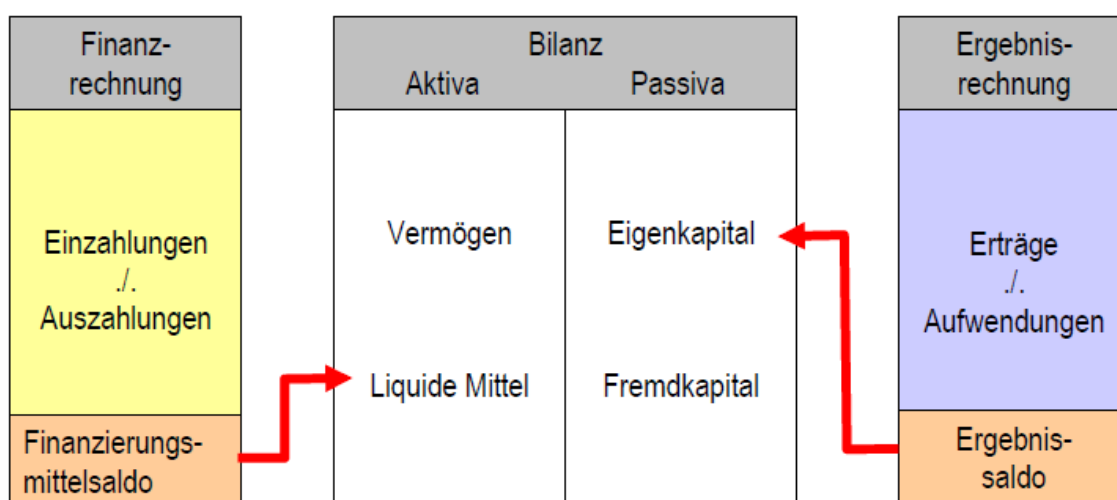 Finanz-
rechnung
Einzahlungen
./.
Auszahlungen
Finanzierungs-
mittelsaldo
Bilanz
Aktiva Passiva
Vermögen Eigenkapital
Liquide Mittel Fremdkapital
Ergebnis-
rechnung
Erträge
./.
Aufwendungen
Ergebnis-
saldo